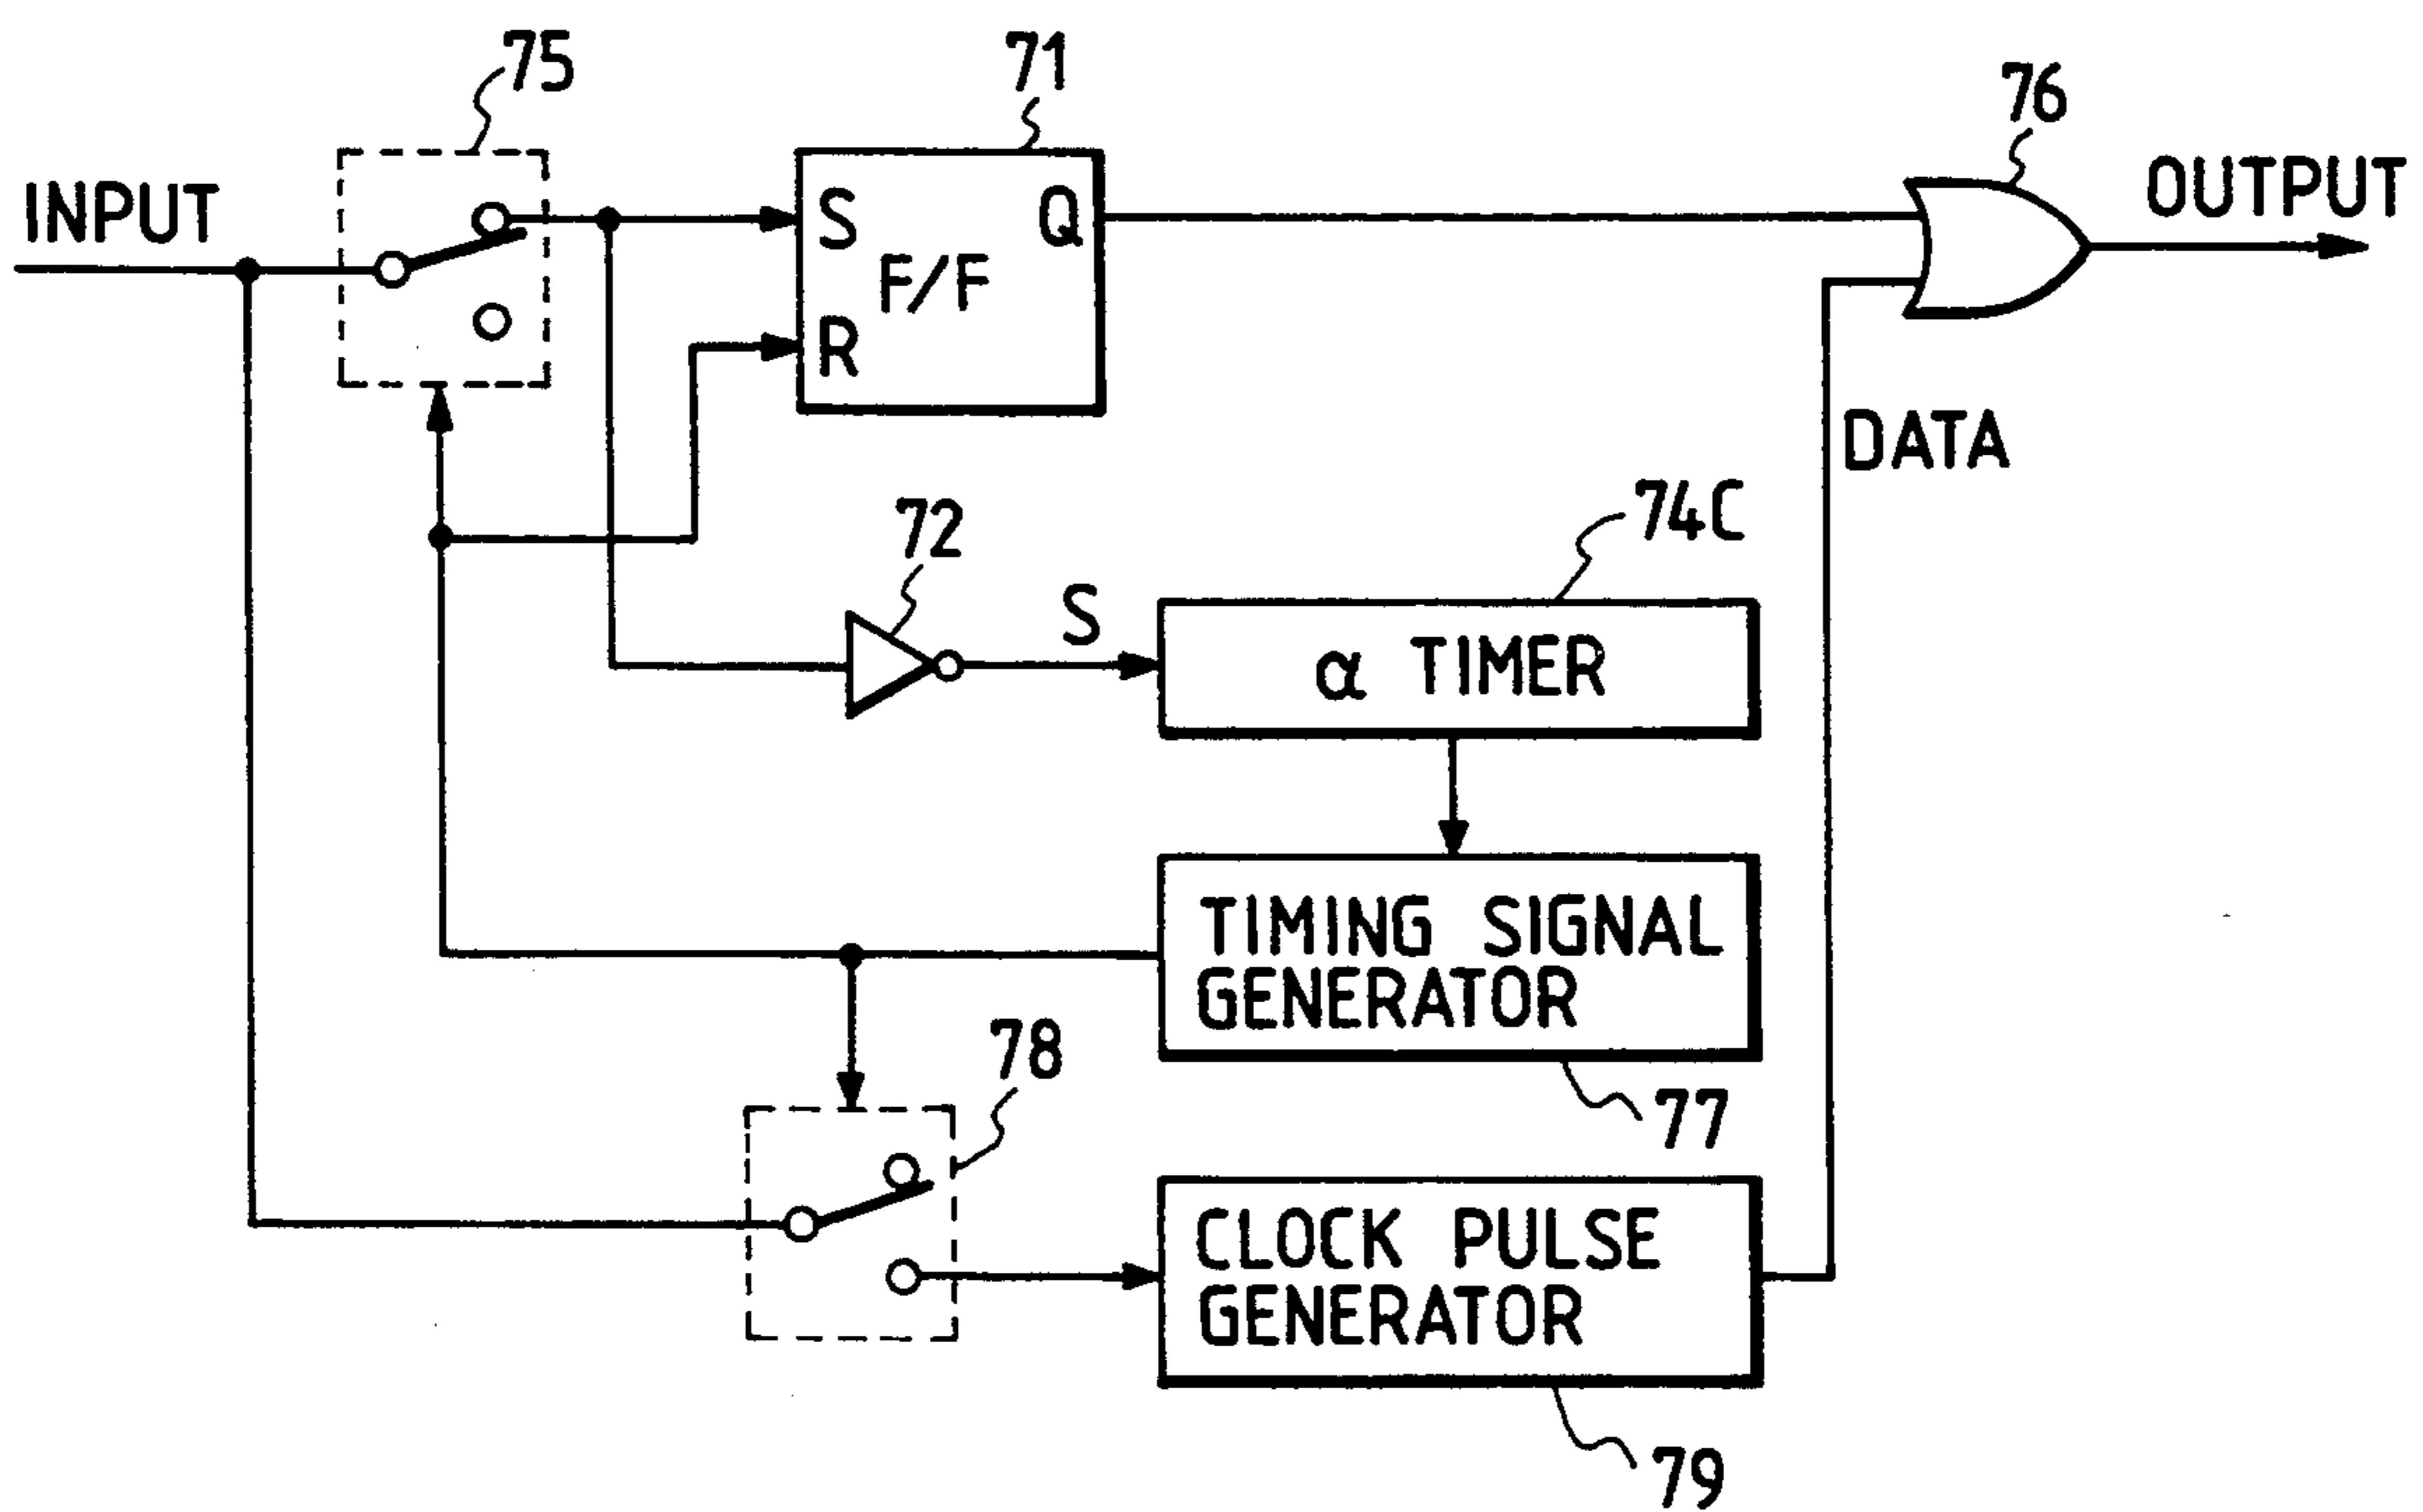 75
71
76
INPUT
OUTPUT
S
Q
F/F
R
DATA
72
74C
S
α TIMER
TIMING SIGNAL
GENERATOR
78
77
CLOCK PULSE
GENERATOR
79